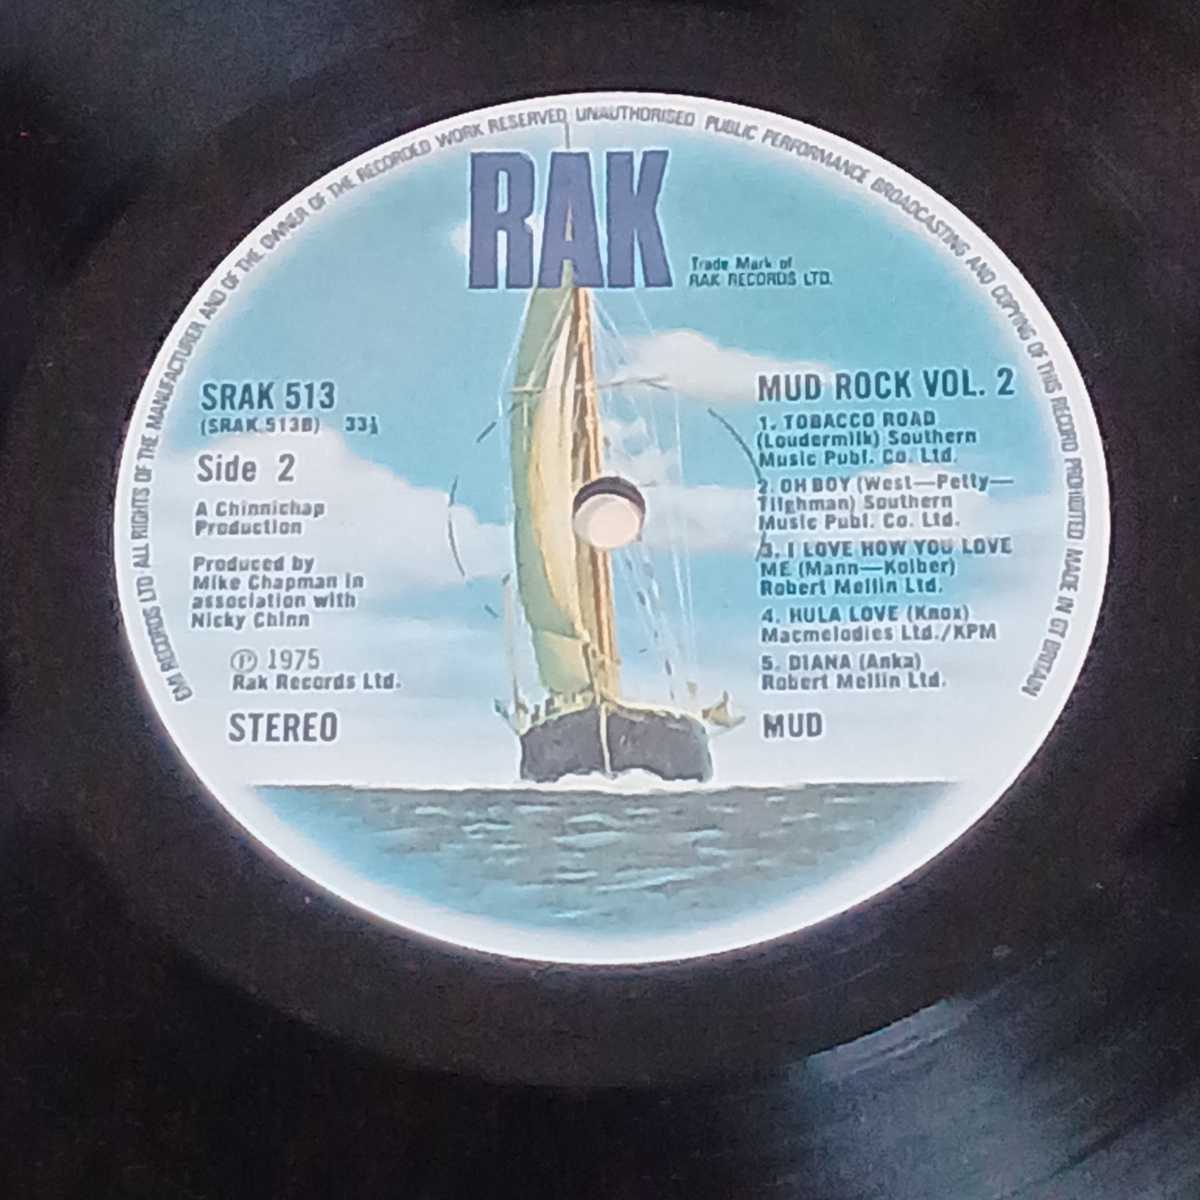 EMI RECORDS LTD ALL RIGHTS OF THE MANUFACTURER AND OF THE OWNER OF THE RECORDED WORK RESERVED UNAUTHORISED PUBLIC PERFORMANCE BROADCASTING AND COPYING OF THIS RECORD PROHIBITED MADE IN GT BRITAIN
RAK
Trade Mark of
RAK RECORDS LTD.
SRAK 513
(SRAK 513B) 33⅓
Side 2
A Chinnichap
Production
Produced by
Mike Chapman in
association with
Nicky Chinn
Ⓟ 1975
Rak Records Ltd.
STEREO
MUD ROCK VOL. 2
1. TOBACCO ROAD
(Loudermilk) Southern
Music Publ. Co. Ltd.
2. OH BOY (West—Petty—
Tilghman) Southern
Music Publ. Co. Ltd.
3. I LOVE HOW YOU LOVE
ME (Mann—Kolber)
Robert Mellin Ltd.
4. HULA LOVE (Knox)
Macmelodies Ltd./KPM
5. DIANA (Anka)
Robert Mellin Ltd.
MUD